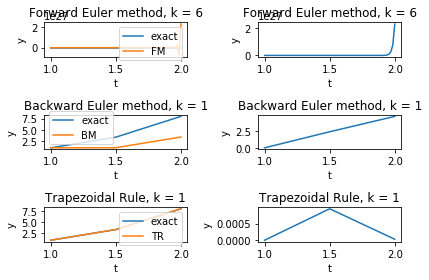 Forward Euler method, k = 6
1e27
2
0
y
exact
FM
1.0 1.5 2.0
t
Forward Euler method, k = 6
1e27
2
0
y
1.0 1.5 2.0
t
Backward Euler method, k = 1
7.5
5.0
2.5
y
exact
BM
1.0 1.5 2.0
t
Backward Euler method, k = 1
2.5
0.0
y
1.0 1.5 2.0
t
Trapezoidal Rule, k = 1
7.5
5.0
2.5
y
exact
TR
1.0 1.5 2.0
t
Trapezoidal Rule, k = 1
0.0005
0.0000
y
1.0 1.5 2.0
t